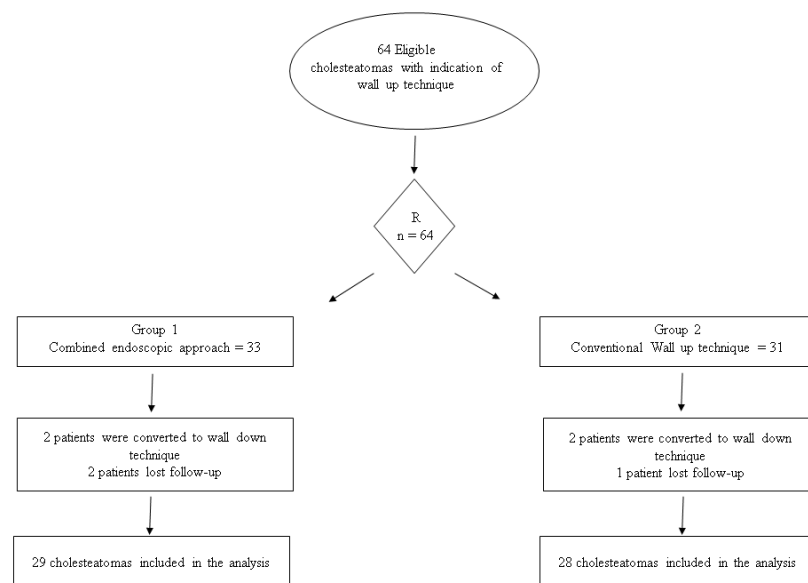 64 Eligible
cholesteatomas with indication of
wall up technique
R
n = 64
Group 1
Combined endoscopic approach = 33
Group 2
Conventional Wall up technique = 31
2 patients were converted to wall down
technique
2 patients lost follow-up
2 patients were converted to wall down
technique
1 patient lost follow-up
29 cholesteatomas included in the analysis
28 cholesteatomas included in the analysis